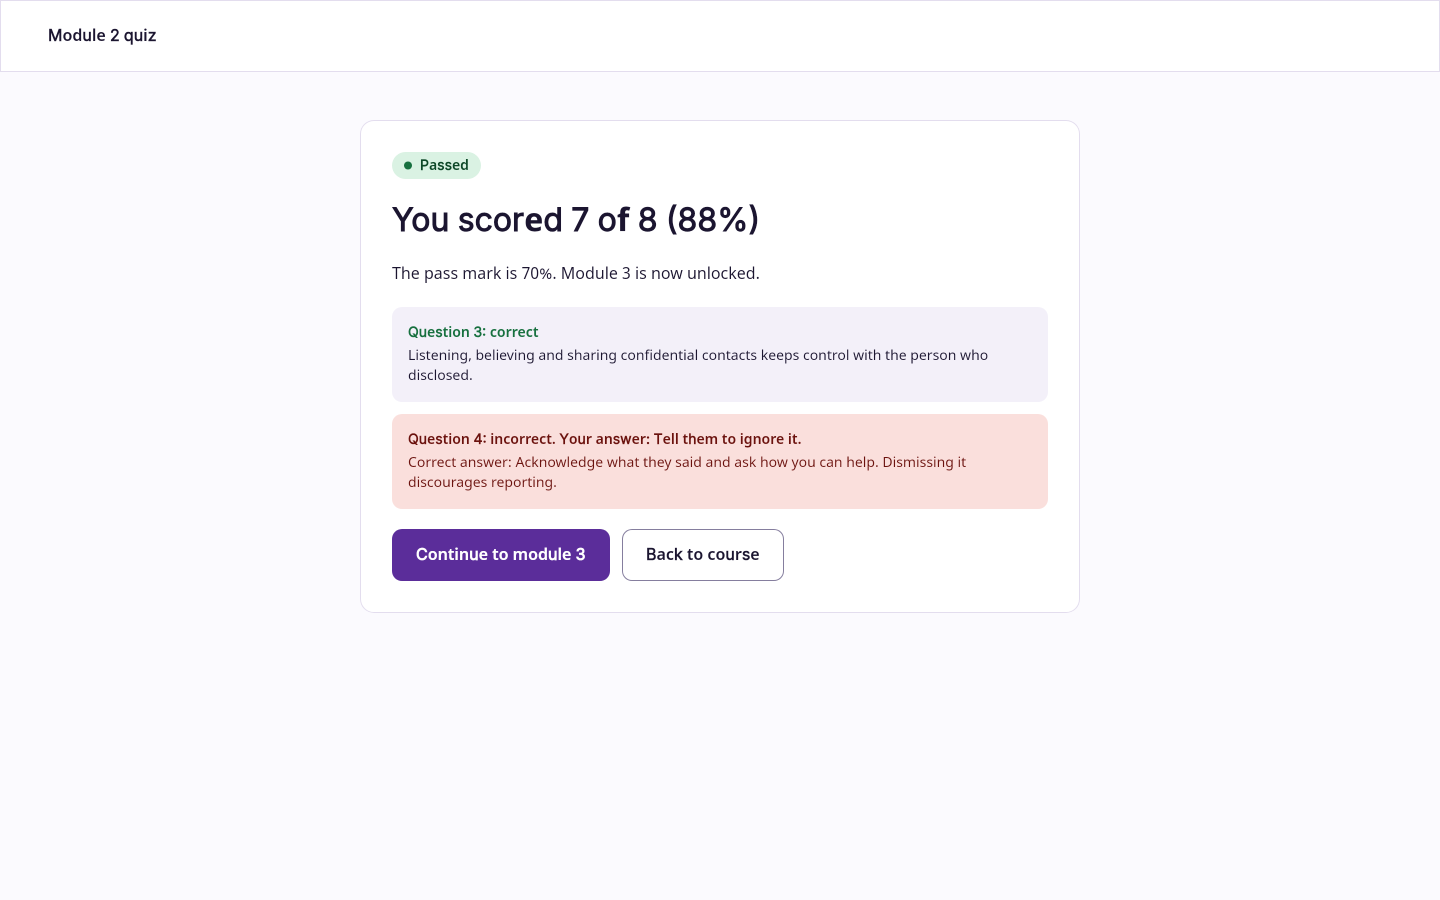 Module 2 quiz
Passed
You scored 7 of 8 (88%)
The pass mark is 70%. Module 3 is now unlocked.
Question 3: correct
Listening, believing and sharing confidential contacts keeps control with the person who
disclosed.
Question 4: incorrect. Your answer: Tell them to ignore it.
Correct answer: Acknowledge what they said and ask how you can help. Dismissing it
discourages reporting.
Continue to module 3
Back to course